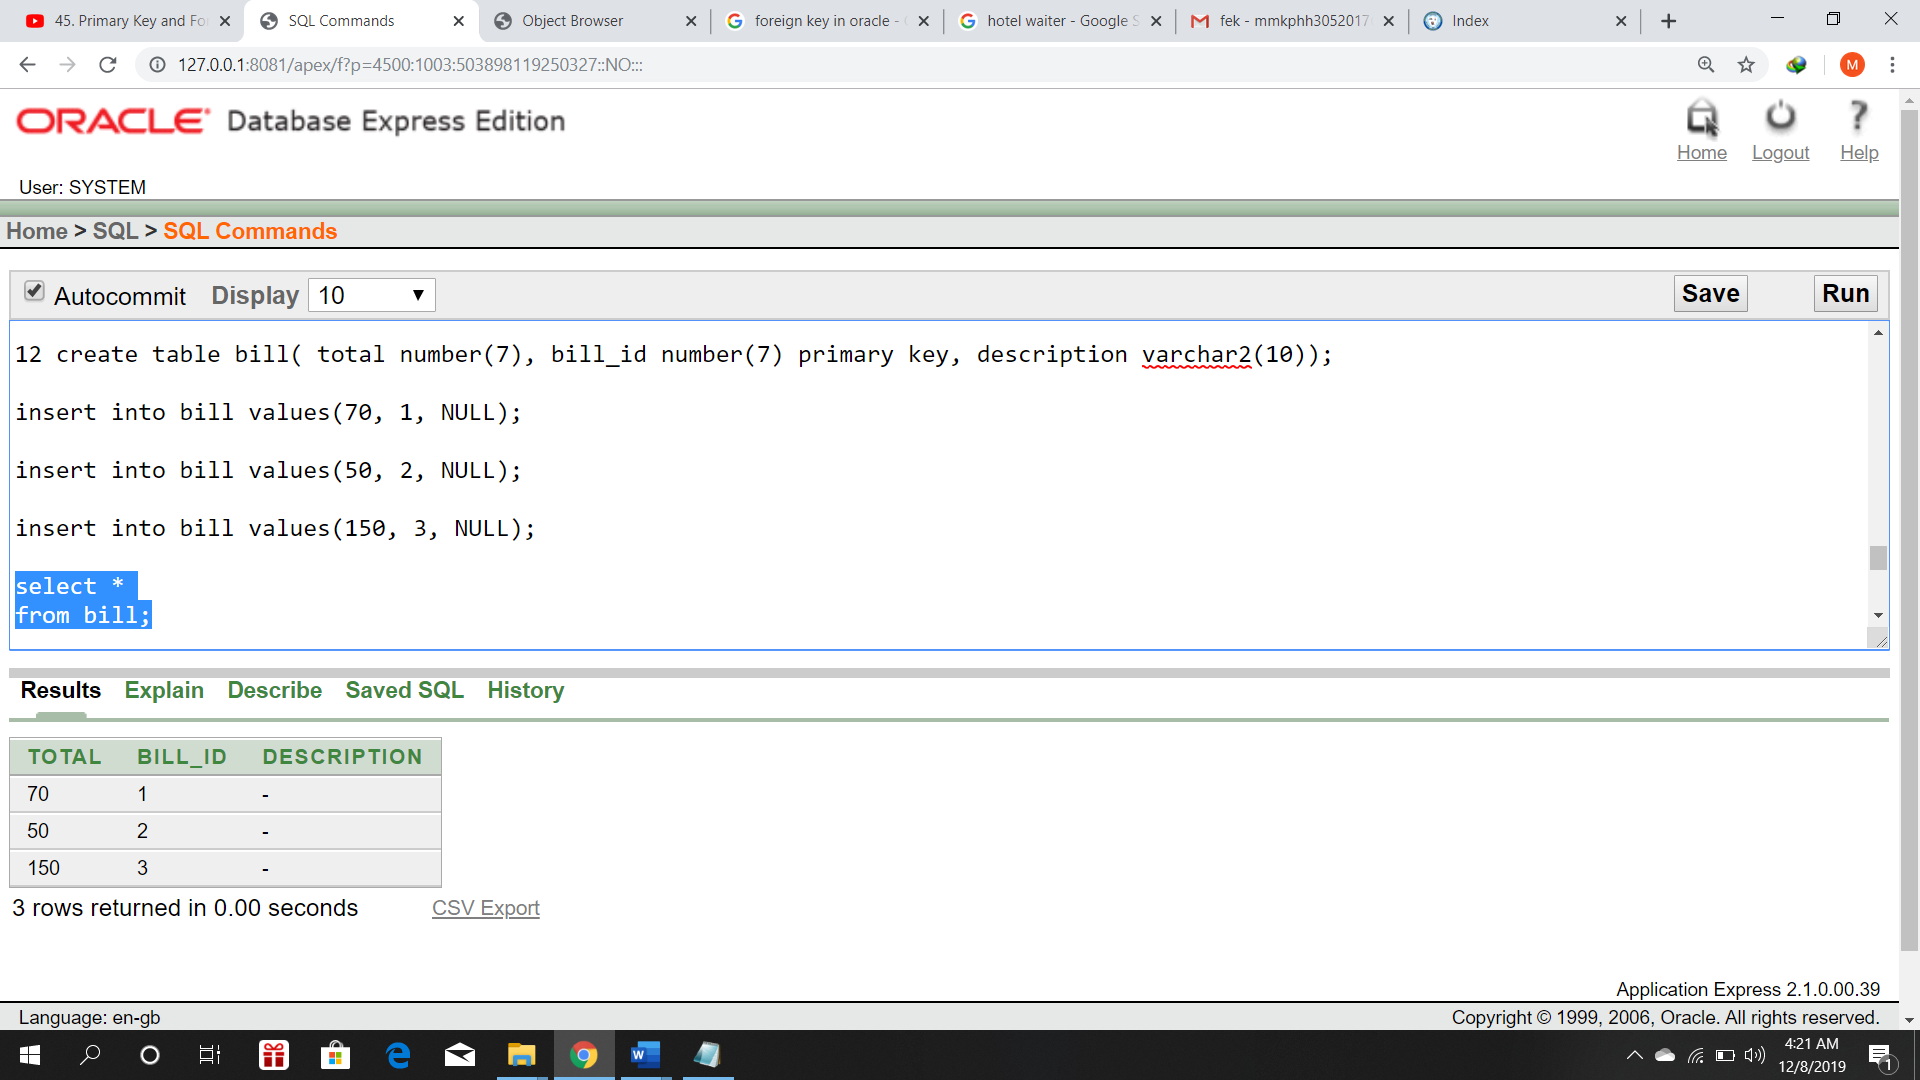 45. Primary Key and Fo
SQL Commands
Object Browser
foreign key in oracle -
hotel waiter - Google S
fek - mmkphh3052017
Index
127.0.0.1:8081/apex/f?p=4500:1003:503898119250327::NO:::
M
ORACLE Database Express Edition
Home
Logout
Help
User: SYSTEM
Home > SQL > SQL Commands
Autocommit
Display
10
Save
Run
12 create table bill( total number(7), bill_id number(7) primary key, description varchar2(10));
insert into bill values(70, 1, NULL);
insert into bill values(50, 2, NULL);
insert into bill values(150, 3, NULL);
select *
from bill;
Results Explain Describe Saved SQL History
TOTAL BILL_ID DESCRIPTION
70 1 -
50 2 -
150 3 -
3 rows returned in 0.00 seconds
CSV Export
Application Express 2.1.0.00.39
Language: en-gb
Copyright © 1999, 2006, Oracle. All rights reserved.
4:21 AM
12/8/2019
1